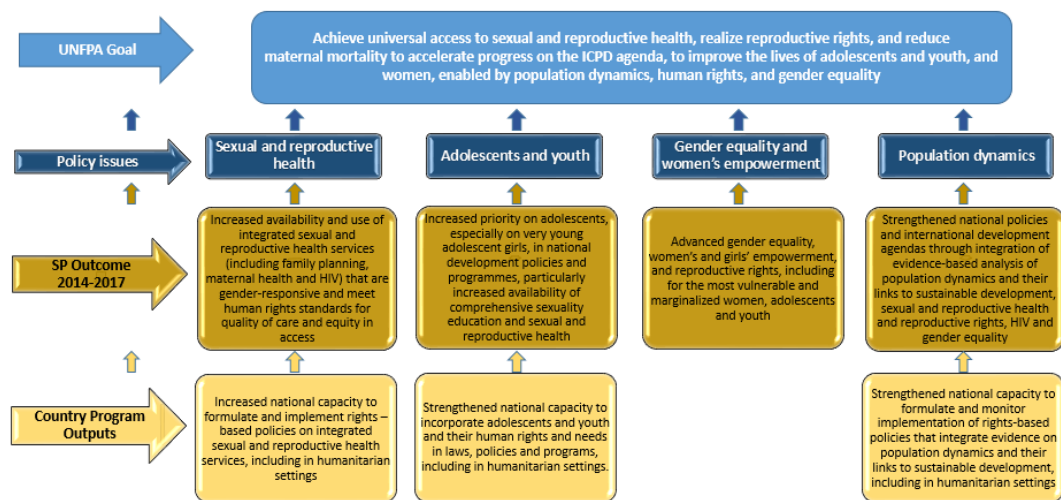 UNFPA Goal
Achieve universal access to sexual and reproductive health, realize reproductive rights, and reduce
maternal mortality to accelerate progress on the ICPD agenda, to improve the lives of adolescents and youth, and
women, enabled by population dynamics, human rights, and gender equality
Policy issues
Sexual and reproductive
health
Adolescents and youth
Gender equality and
women's empowerment
Population dynamics
SP Outcome
2014-2017
Increased availability and use of
integrated sexual and
reproductive health services
(including family planning,
maternal health and HIV) that are
gender-responsive and meet
human rights standards for
quality of care and equity in
access
Increased priority on adolescents,
especially on very young
adolescent girls, in national
development policies and
programmes, particularly
increased availability of
comprehensive sexuality
education and sexual and
reproductive health
Advanced gender equality,
women's and girls' empowerment,
and reproductive rights, including
for the most vulnerable and
marginalized women, adolescents
and youth
Strengthened national policies
and international development
agendas through integration of
evidence-based analysis of
population dynamics and their
links to sustainable development,
sexual and reproductive health
and reproductive rights, HIV and
gender equality
Country Program
Outputs
Increased national capacity to
formulate and implement rights –
based policies on integrated
sexual and reproductive health
services, including in humanitarian
settings
Strengthened national capacity to
incorporate adolescents and
youth and their human rights and
needs in laws, policies and programs,
including in humanitarian settings.
Strengthened national capacity to
formulate and monitor
implementation of rights-based
policies that integrate evidence on
population dynamics and their
links to sustainable development,
including in humanitarian settings